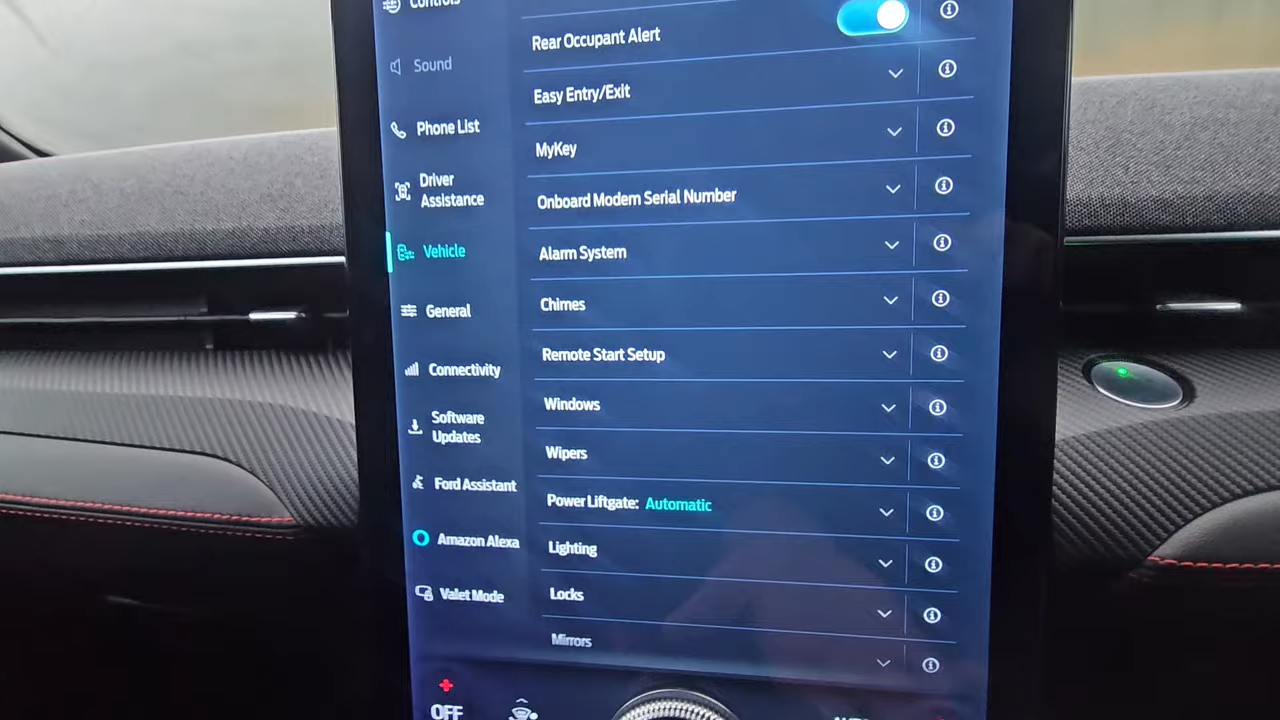 Controls
Sound
Phone List
Driver
Assistance
Vehicle
General
Connectivity
Software
Updates
Ford Assistant
Amazon Alexa
Valet Mode
Rear Occupant Alert
Easy Entry/Exit
MyKey
Onboard Modem Serial Number
Alarm System
Chimes
Remote Start Setup
Windows
Wipers
Power Liftgate: Automatic
Lighting
Locks
Mirrors
OFF